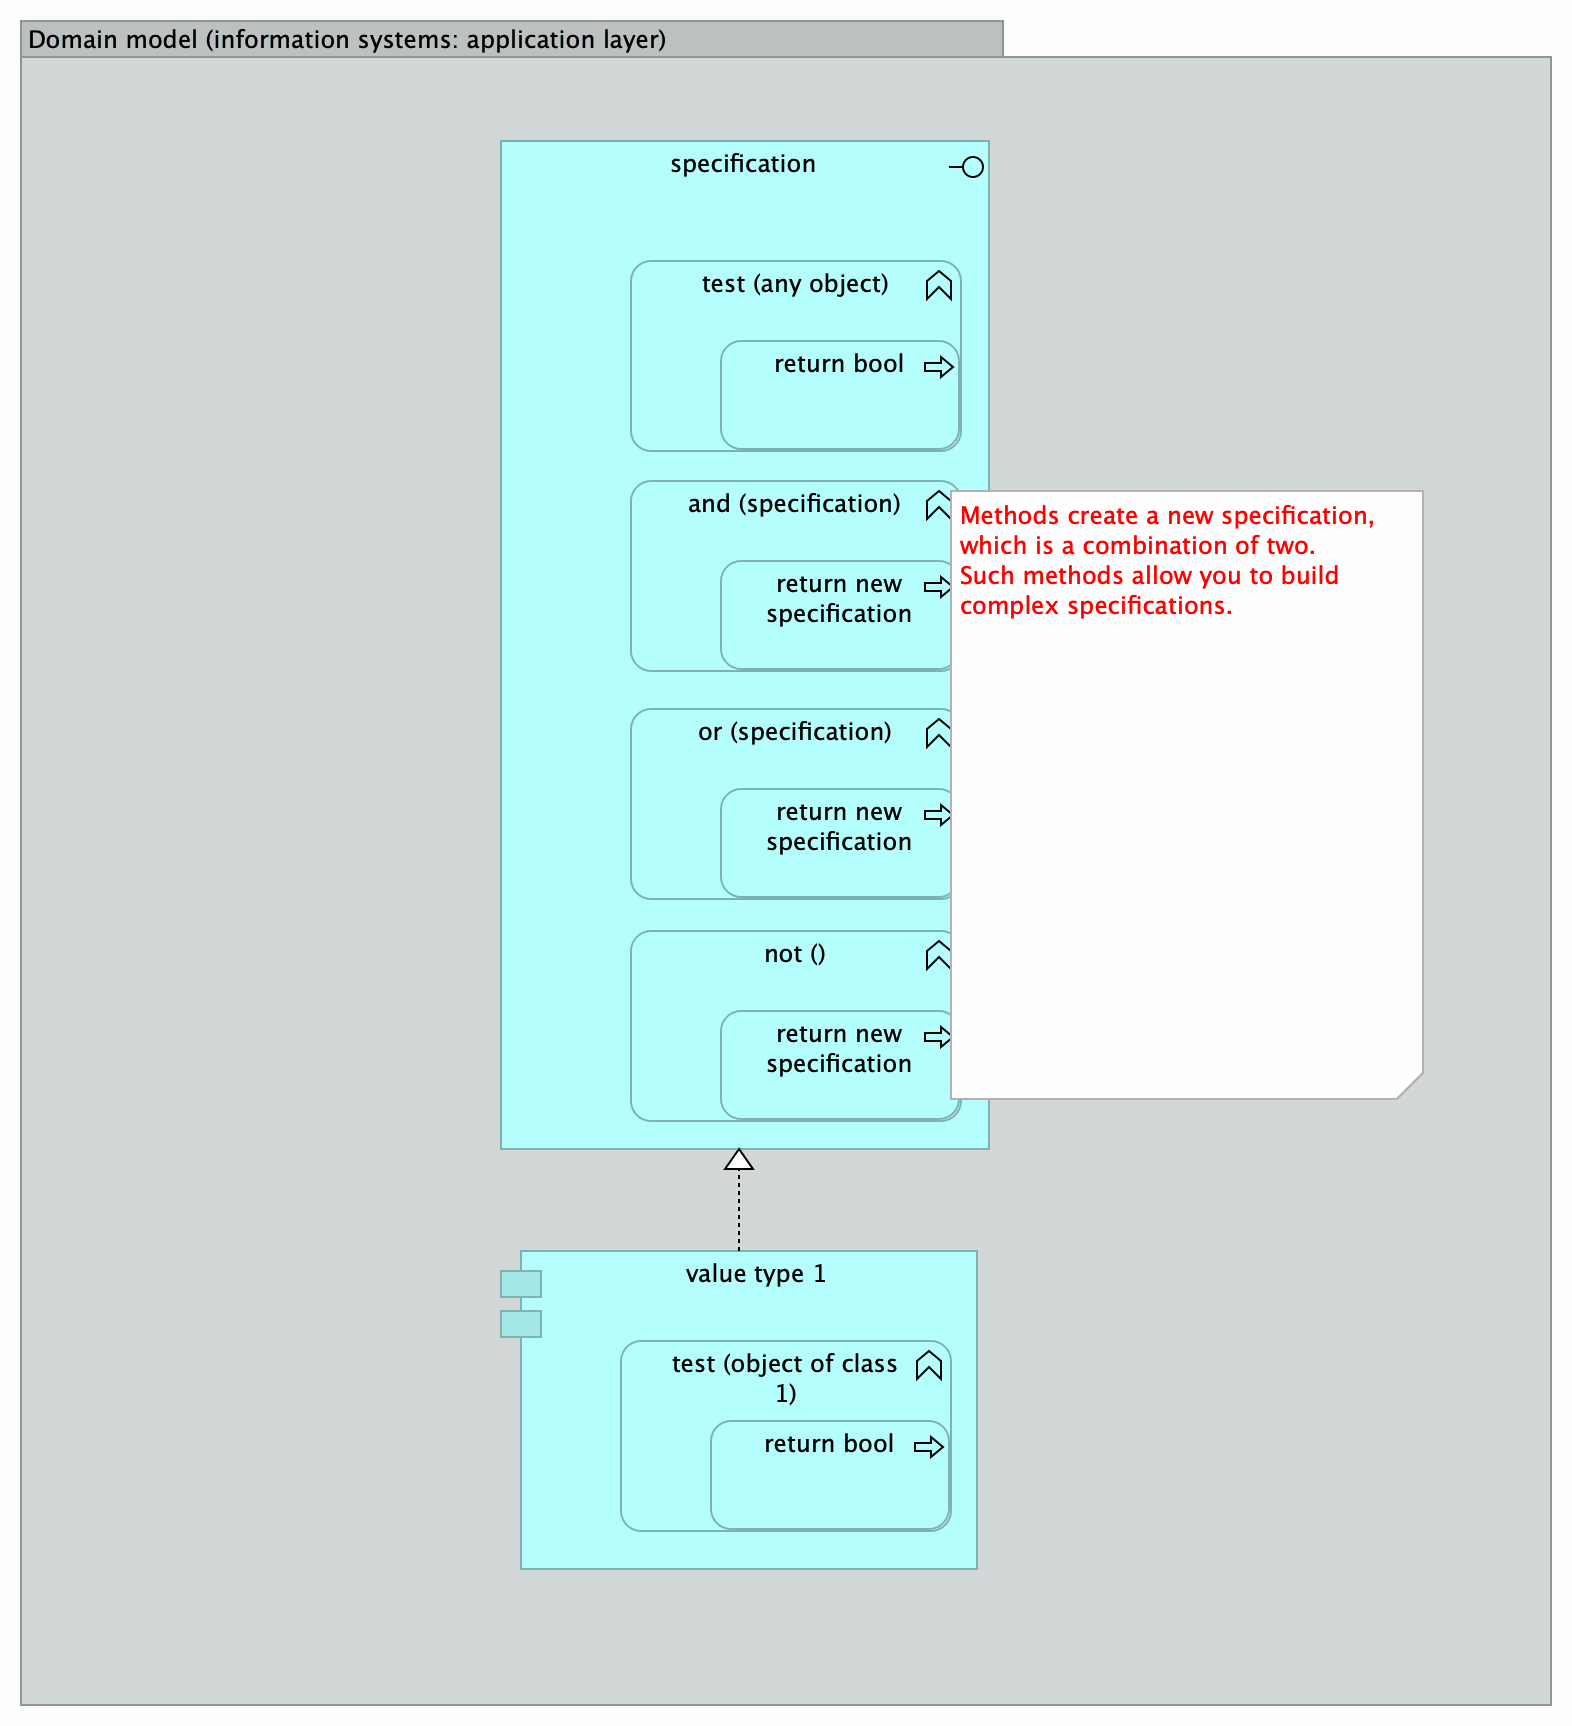 Domain model (information systems: application layer)
specification
test (any object)
return bool
and (specification)
return new
specification
Methods create a new specification,
which is a combination of two.
Such methods allow you to build
complex specifications.
or (specification)
return new
specification
not ()
return new
specification
value type 1
test (object of class
1)
return bool